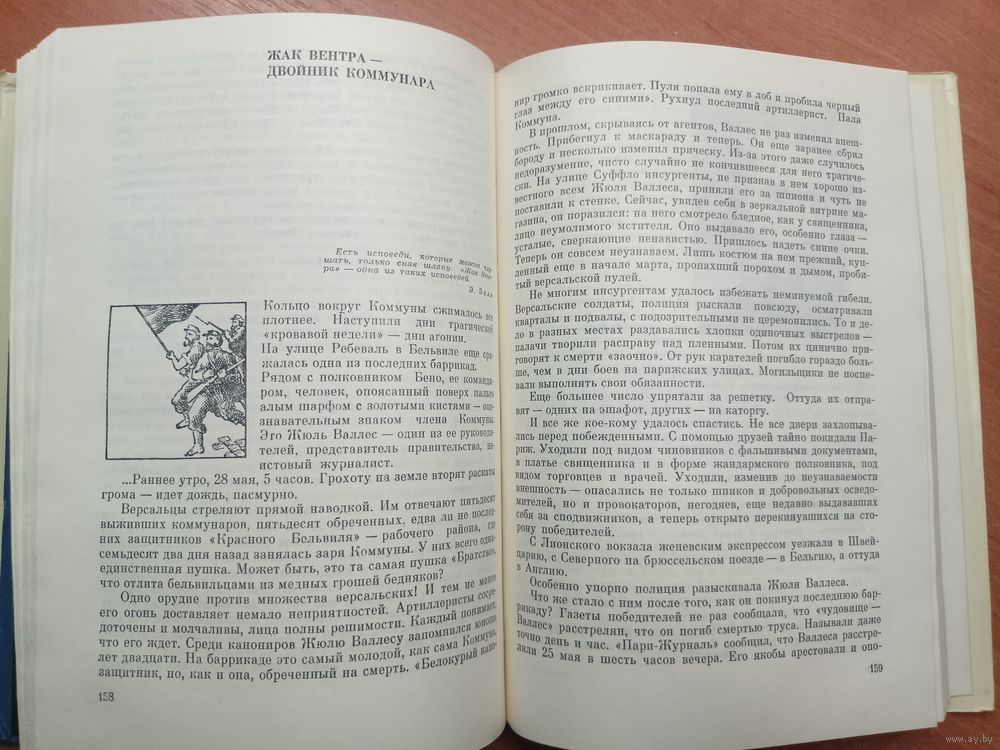 ЖАК ВЕНТРА —
ДВОЙНИК КОММУНАРА
Есть исповеди, которые можно слу-
шать, только сняв шляпу. «Жак Вент-
ра» — одна из таких исповедей.
Э. Золя
Кольцо вокруг Коммуны сжималось все
плотнее. Наступили дни трагической
«кровавой недели» — дни агонии.
На улице Ребеваль в Бельвиле еще сра-
жалась одна из последних баррикад.
Рядом с полковником Бено, ее команди-
ром, человек, опоясанный поверх пальто
алым шарфом с золотыми кистями — опо-
знавательным знаком члена Коммуны.
Это Жюль Валлес — один из ее руководи-
телей, представитель правительства, не-
истовый журналист.
...Раннее утро, 28 мая, 5 часов. Грохоту на земле вторят раскаты
грома — идет дождь, пасмурно.
Версальцы стреляют прямой наводкой. Им отвечают пятьдесят
выживших коммунаров, пятьдесят обреченных, едва ли не послед-
них защитников «Красного Бельвиля» — рабочего района, где
семьдесят два дня назад занялась заря Коммуны. У них всего одна-
единственная пушка. Может быть, это та самая пушка «Братство»,
что отлита бельвильцами из медных грошей бедняков?
Одно орудие против множества версальских! И тем не менее
его огонь доставляет немало неприятностей. Артиллеристы сосре-
доточены и молчаливы, лица полны решимости. Каждый понимает,
что его ждет. Среди канониров Жюлю Валлесу запомнился юноша
лет двадцати. На баррикаде это самый молодой, как сама Коммуна,
защитник, но, как и она, обреченный на смерть. «Белокурый кано-
158
нир громко вскрикивает. Пуля попала ему в лоб и пробила черный
глаз между его синими». Рухнул последний артиллерист. Пала
Коммуна.
В прошлом, скрываясь от агентов, Валлес не раз изменял внеш-
ность. Прибегнул к маскараду и теперь. Он еще заранее сбрил
бороду и несколько изменил прическу. Из-за этого даже случилось
недоразумение, чисто случайно не кончившееся для него трагиче-
ски. На улице Суффло инсургенты, не признав в нем хорошо из-
вестного всем Жюля Валлеса, приняли его за шпиона и чуть не
поставили к стенке. Сейчас, увидев себя в зеркальной витрине ма-
газина, он поразился: на него смотрело бледное, как у священника,
лицо неумолимого мстителя. Оно выдавало его, особенно глаза —
усталые, сверкающие ненавистью. Пришлось надеть синие очки.
Теперь он совсем неузнаваем. Лишь костюм на нем прежний, куп-
ленный еще в начале марта, пропахший порохом и дымом, проби-
тый версальской пулей.
Не многим инсургентам удалось избежать неминуемой гибели.
Версальские солдаты, полиция рыскали повсюду, осматривали
кварталы и подвалы, с подозрительными не церемонились. То и де-
ло в разных местах раздавались хлопки одиночных выстрелов —
палачи творили расправу над пленными. Потом их цинично при-
говорят к смерти «заочно». От рук карателей погибло гораздо боль-
ше, чем в дни боев на парижских улицах. Могильщики не поспе-
вали выполнять свои обязанности.
Еще большее число упрятали за решетку. Оттуда их отпра-
вят — одних на эшафот, других — на каторгу.
И все же кое-кому удалось спастись. Не все двери захлопыва-
лись перед побежденными. С помощью друзей тайно покидали Па-
риж. Уходили под видом чиновников с фальшивыми документами,
в платье священника и в форме жандармского полковника, под
видом торговцев и врачей. Уходили, изменив до неузнаваемости
внешность — опасались не только шпиков и добровольных осведо-
мителей, но и провокаторов, негодяев, еще недавно выдававших
себя за сподвижников, а теперь открыто перекинувшихся на сто-
рону победителей.
С Лионского вокзала женевским экспрессом уезжали в Швей-
царию, с Северного на брюссельском поезде — в Бельгию, а оттуда
в Англию.
Особенно упорно полиция разыскивала Жюля Валлеса.
Что же стало с ним после того, как он покинул последнюю бар-
рикаду? Газеты победителей не раз сообщали, что «чудовище —
Валлес» расстрелян, что он погиб смертью труса. Называли даже
точно день и час. «Пари-Журналь» сообщил, что Валлеса расстре-
ляли 25 мая в шесть часов вечера. Его якобы арестовали и опо-
159
www.ay.by